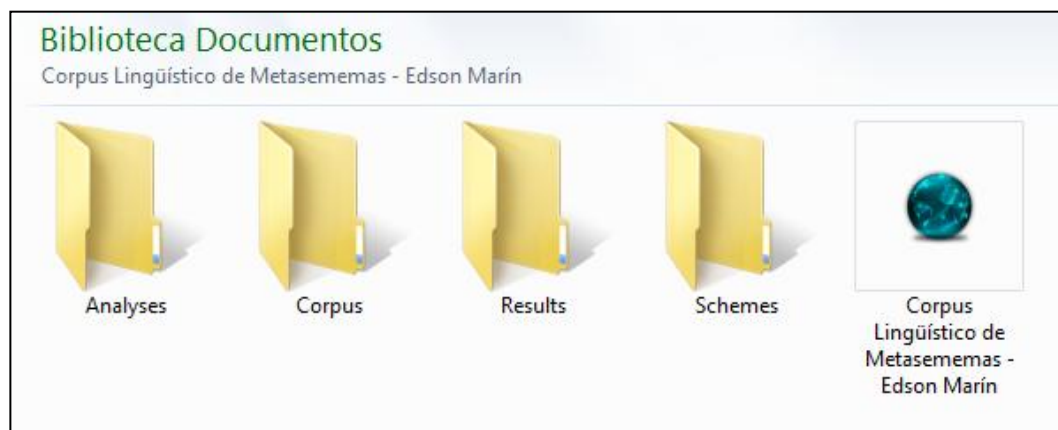 Biblioteca Documentos
Corpus Lingüístico de Metasememas - Edson Marín
Analyses
Corpus
Results
Schemes
Corpus
Lingüístico de
Metasememas -
Edson Marín